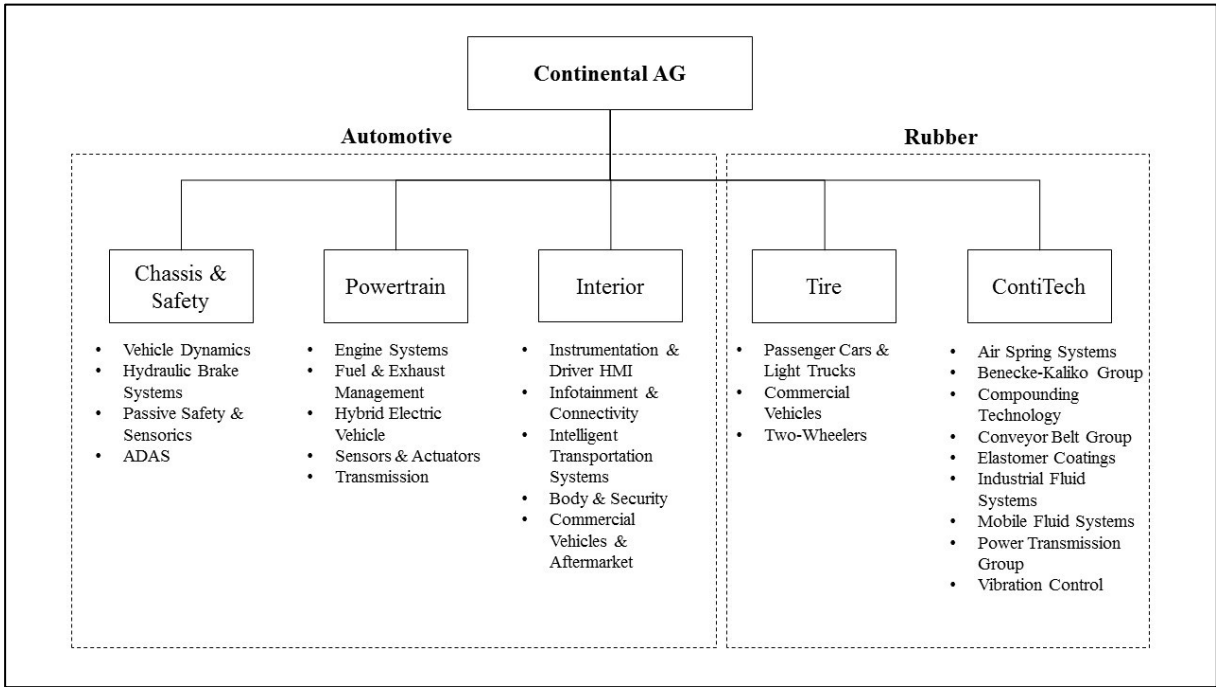 Continental AG
Automotive
Rubber
Chassis &
Safety
Powertrain
Interior
Tire
ContiTech
• Vehicle Dynamics
• Hydraulic Brake
Systems
• Passive Safety &
Sensorics
• ADAS
• Engine Systems
• Fuel & Exhaust
Management
• Hybrid Electric
Vehicle
• Sensors & Actuators
• Transmission
• Instrumentation &
Driver HMI
• Infotainment &
Connectivity
• Intelligent
Transportation
Systems
• Body & Security
• Commercial
Vehicles &
Aftermarket
• Passenger Cars &
Light Trucks
• Commercial
Vehicles
• Two-Wheelers
• Air Spring Systems
• Benecke-Kaliko Group
• Compounding
Technology
• Conveyor Belt Group
• Elastomer Coatings
• Industrial Fluid
Systems
• Mobile Fluid Systems
• Power Transmission
Group
• Vibration Control